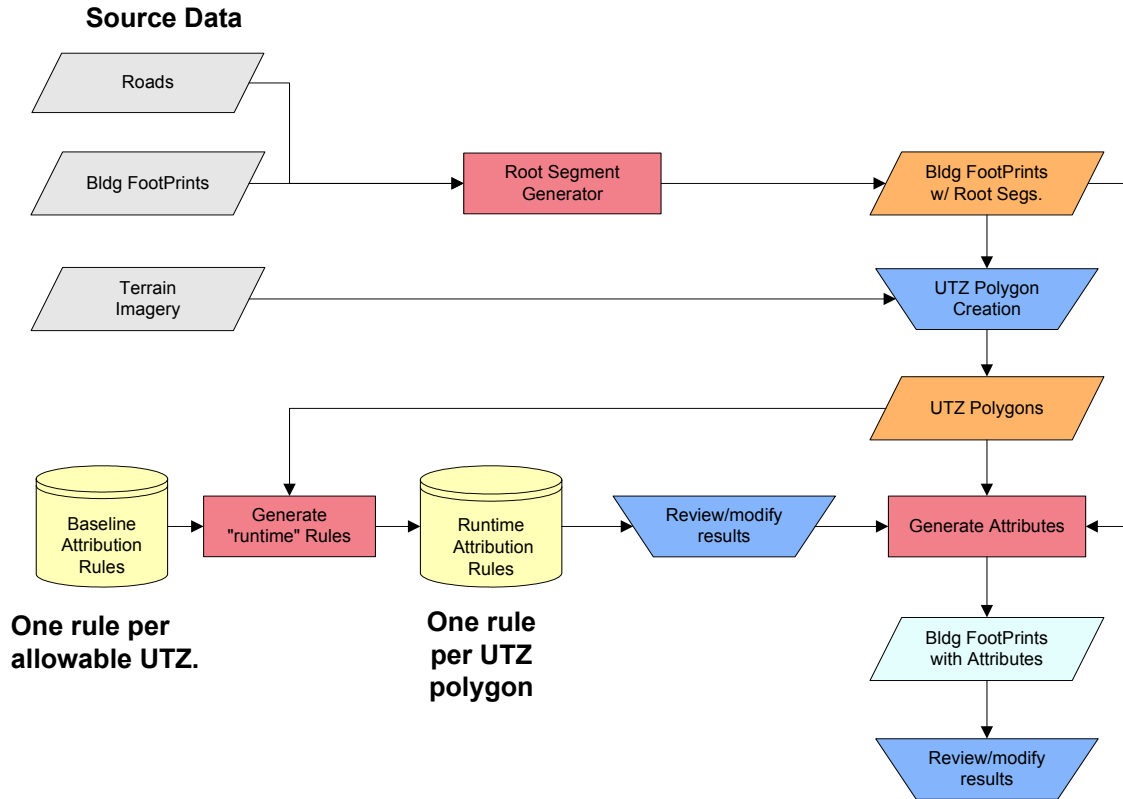 Source Data
Roads
Bldg FootPrints
Root Segment
Generator
Bldg FootPrints
w/ Root Segs.
Terrain
Imagery
UTZ Polygon
Creation
UTZ Polygons
Baseline
Attribution
Rules
Generate
"runtime" Rules
Runtime
Attribution
Rules
Review/modify
results
Generate Attributes
One rule per
allowable UTZ.
One rule
per UTZ
polygon
Bldg FootPrints
with Attributes
Review/modify
results